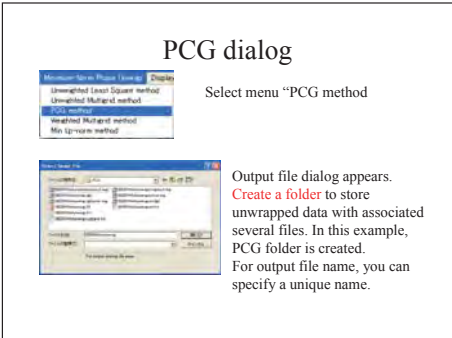 PCG dialog
Minimum Norm Phase Unwrap Display
Unweighted Least Square method
Unweighted Multigrid method
PCG method
Weighted Multigrid method
Min Lp-norm method
Select menu “PCG method
Output file dialog appears.
Create a folder to store
unwrapped data with associated
several files. In this example,
PCG folder is created.
For output file name, you can
specify a unique name.